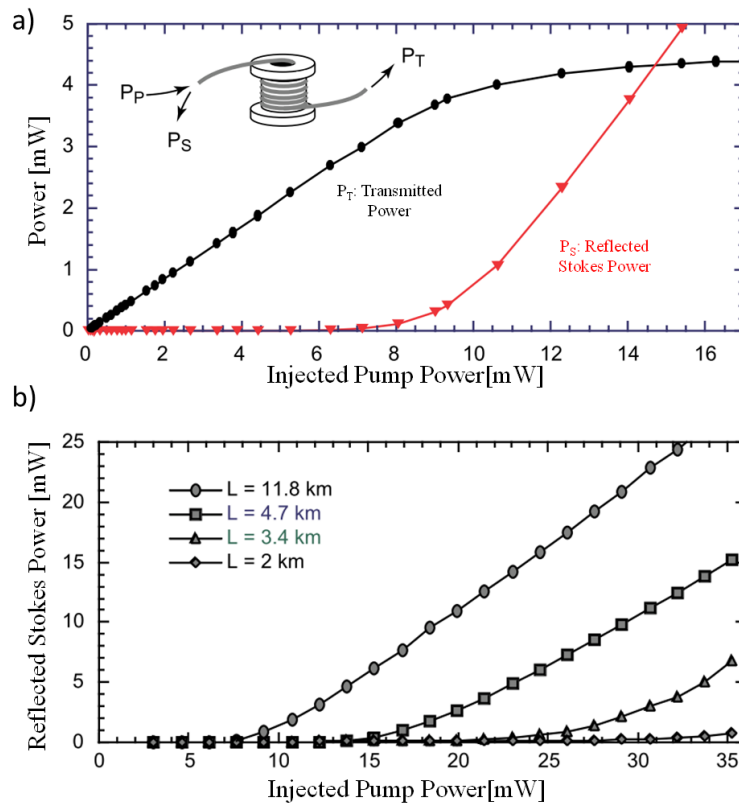 a)
5
4
3
2
1
0
Power [mW]
P_P
P_S
P_T
P_T: Transmitted
Power
P_S: Reflected
Stokes Power
0 2 4 6 8 10 12 14 16
Injected Pump Power[mW]
b)
25
20
15
10
5
0
Reflected Stokes Power [mW]
L = 11.8 km
L = 4.7 km
L = 3.4 km
L = 2 km
0 5 10 15 20 25 30 35
Injected Pump Power[mW]